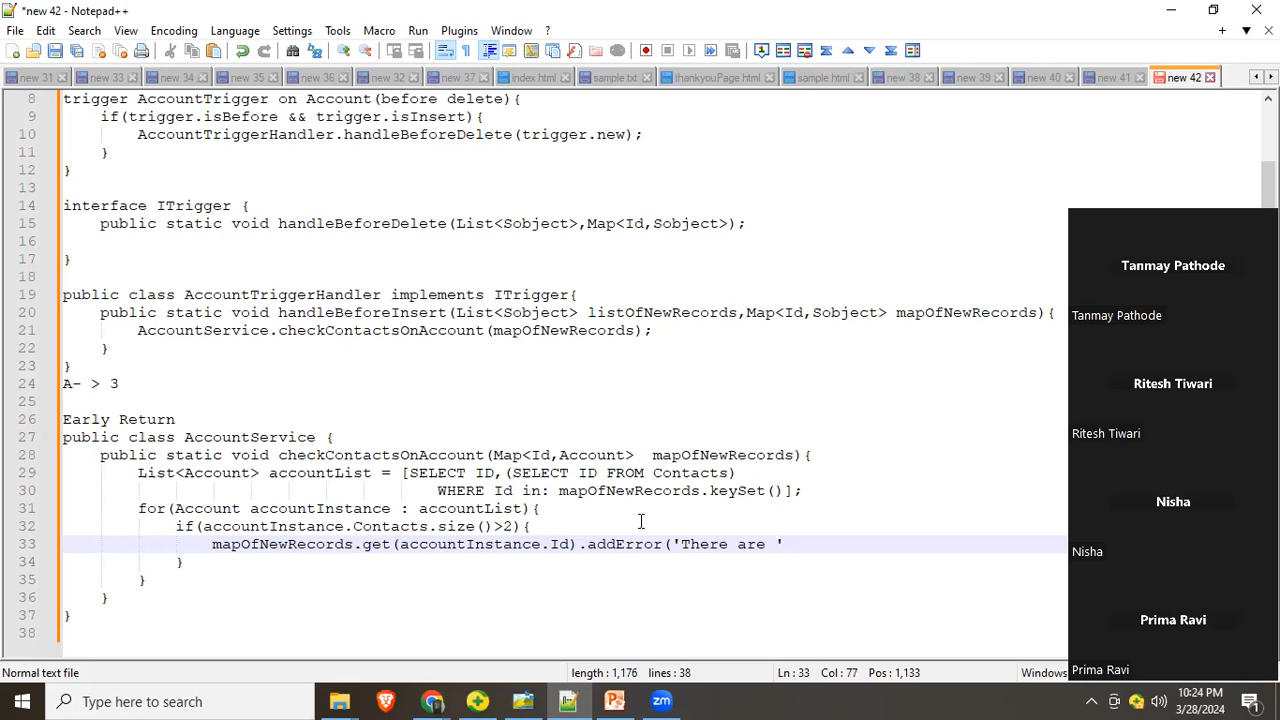 *new 42 - Notepad++
File Edit Search View Encoding Language Settings Tools Macro Run Plugins Window ?
new 31 new 33 new 34 new 35 new 36 new 32 new 37 index.html sample.txt thankyouPage.html sample.html new 38 new 39 new 40 new 41 new 42
8 trigger AccountTrigger on Account(before delete){
9 if(trigger.isBefore && trigger.isInsert){
10 AccountTriggerHandler.handleBeforeDelete(trigger.new);
11 }
12 }
13
14 interface ITrigger {
15 public static void handleBeforeDelete(List<Sobject>,Map<Id,Sobject>);
16
17 }
18
19 public class AccountTriggerHandler implements ITrigger{
20 public static void handleBeforeInsert(List<Sobject> listOfNewRecords,Map<Id,Sobject> mapOfNewRecords){
21 AccountService.checkContactsOnAccount(mapOfNewRecords);
22 }
23 }
24 A- > 3
25
26 Early Return
27 public class AccountService {
28 public static void checkContactsOnAccount(Map<Id,Account> mapOfNewRecords){
29 List<Account> accountList = [SELECT ID,(SELECT ID FROM Contacts)
30 WHERE Id in: mapOfNewRecords.keySet()];
31 for(Account accountInstance : accountList){
32 if(accountInstance.Contacts.size()>2){
33 mapOfNewRecords.get(accountInstance.Id).addError('There are '
34 }
35 }
36 }
37 }
38
Tanmay Pathode
Tanmay Pathode
Ritesh Tiwari
Ritesh Tiwari
Nisha
Nisha
Prima Ravi
Prima Ravi
Normal text file length : 1,176 lines : 38 Ln : 33 Col : 77 Pos : 1,133 Windows
Type here to search
zm
10:24 PM
3/28/2024
1